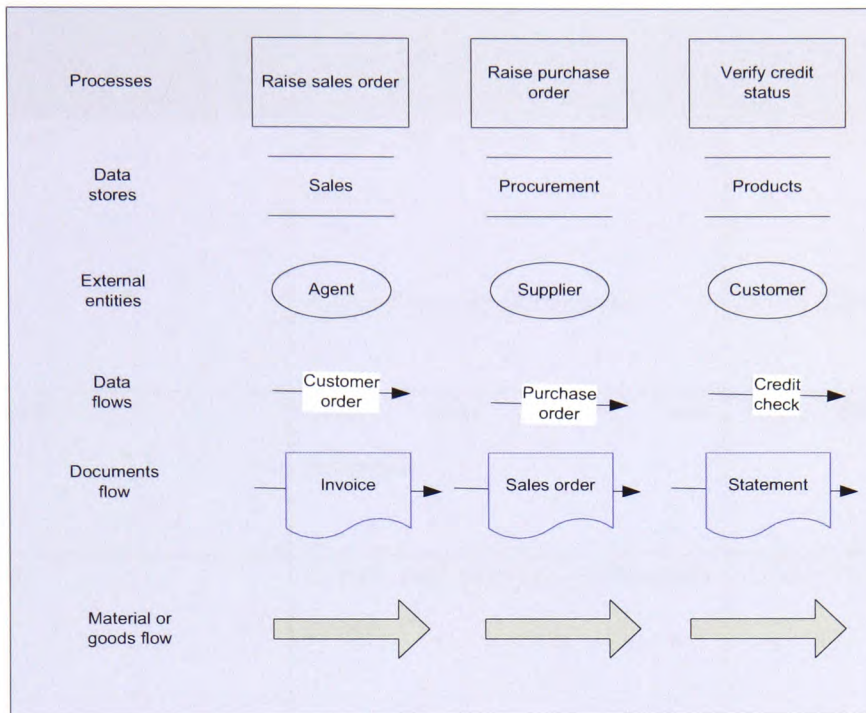 Processes
Raise sales order
Raise purchase
order
Verify credit
status
Data
stores
Sales
Procurement
Products
External
entities
Agent
Supplier
Customer
Data
flows
Customer
order
Purchase
order
Credit
check
Documents
flow
Invoice
Sales order
Statement
Material or
goods flow